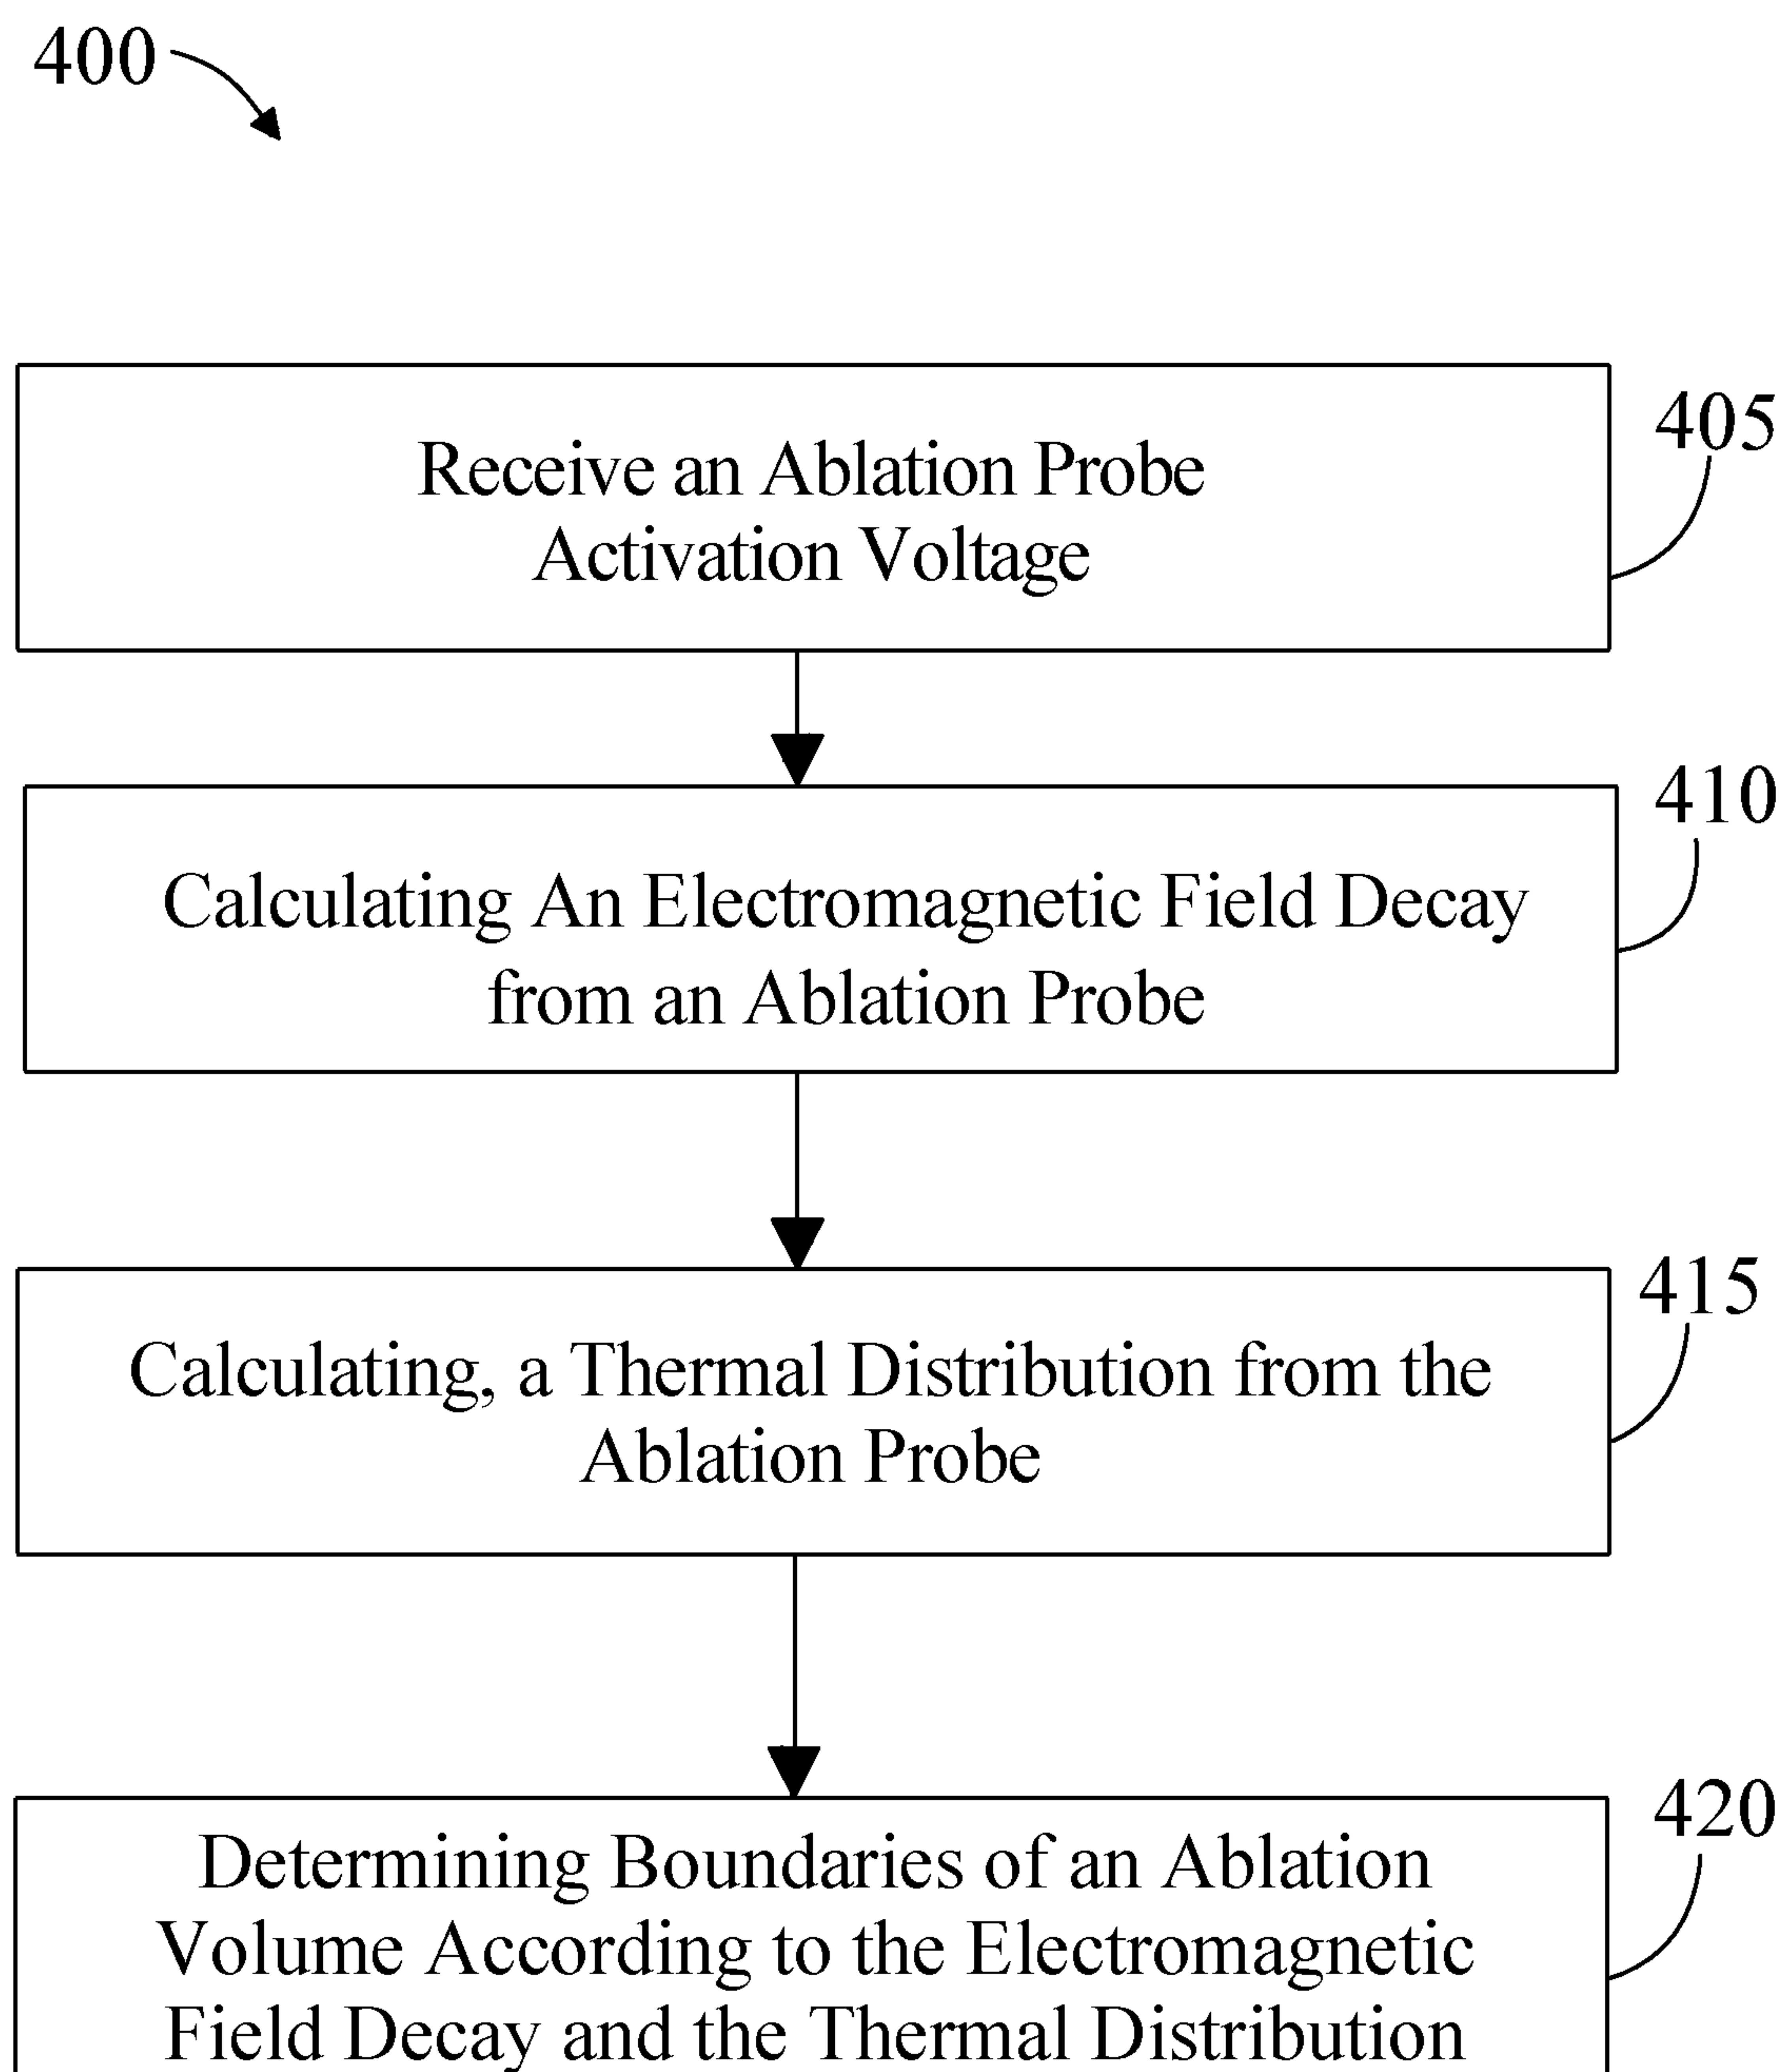 400
405
Receive an Ablation Probe
Activation Voltage
410
Calculating An Electromagnetic Field Decay
from an Ablation Probe
415
Calculating, a Thermal Distribution from the
Ablation Probe
420
Determining Boundaries of an Ablation
Volume According to the Electromagnetic
Field Decay and the Thermal Distribution